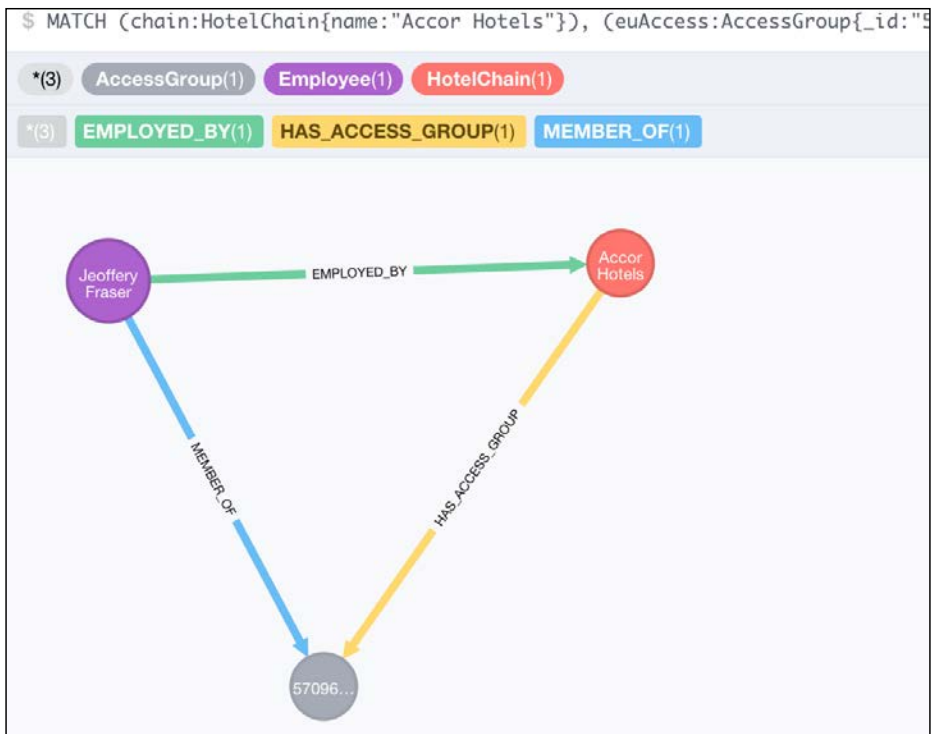 $ MATCH (chain:HotelChain{name:"Accor Hotels"}), (euAccess:AccessGroup{_id:"5
*(3) AccessGroup(1) Employee(1) HotelChain(1)
*(3) EMPLOYED_BY(1) HAS_ACCESS_GROUP(1) MEMBER_OF(1)
Jeoffery
Fraser
EMPLOYED_BY
Accor
Hotels
MEMBER_OF
HAS_ACCESS_GROUP
57096...